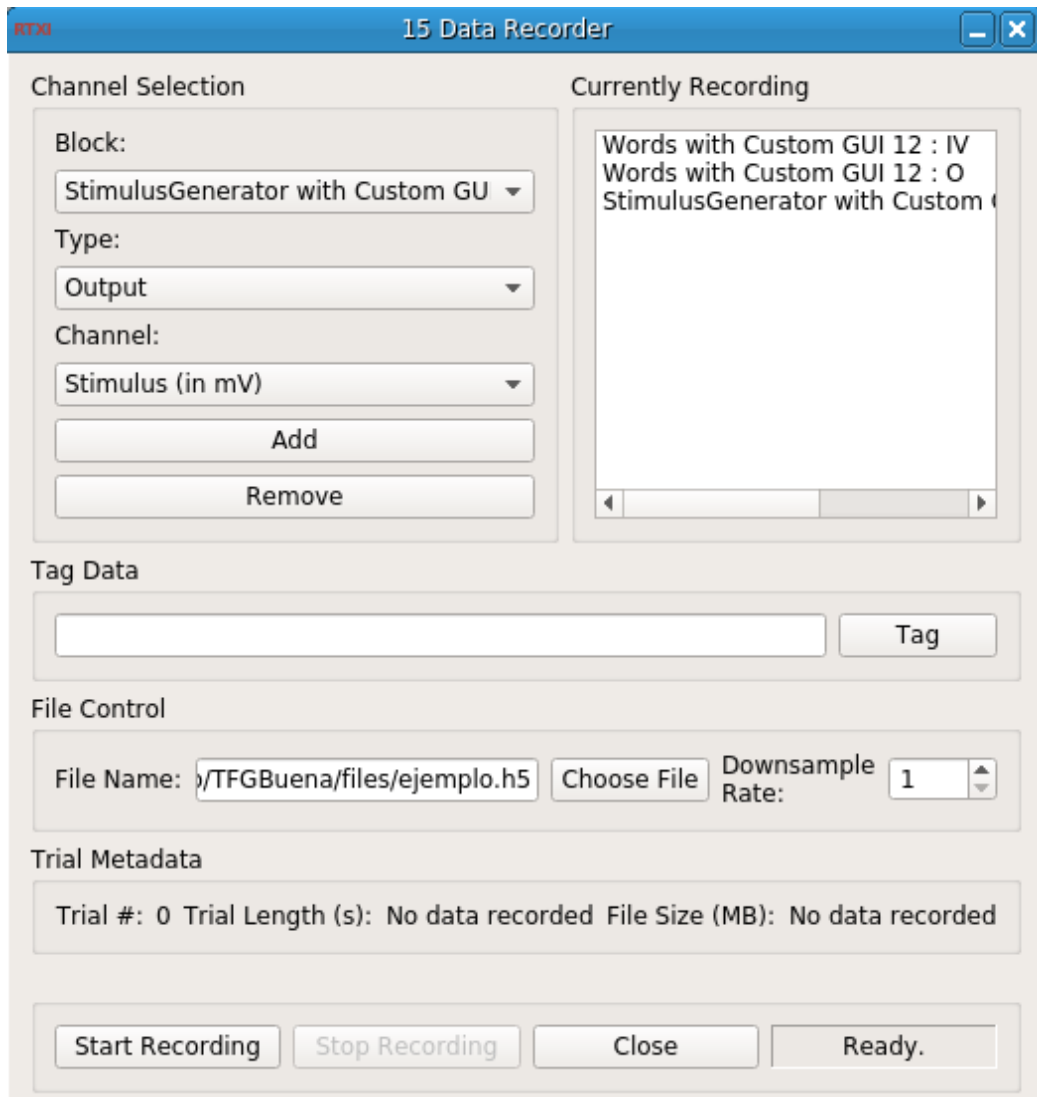 RTXI 15 Data Recorder
Channel Selection
Block:
StimulusGenerator with Custom GU
Type:
Output
Channel:
Stimulus (in mV)
Add
Remove
Currently Recording
Words with Custom GUI 12 : IV
Words with Custom GUI 12 : O
StimulusGenerator with Custom
Tag Data
Tag
File Control
File Name: /TFGBuena/files/ejemplo.h5 Choose File Downsample
Rate: 1
Trial Metadata
Trial #: 0 Trial Length (s): No data recorded File Size (MB): No data recorded
Start Recording Stop Recording Close Ready.